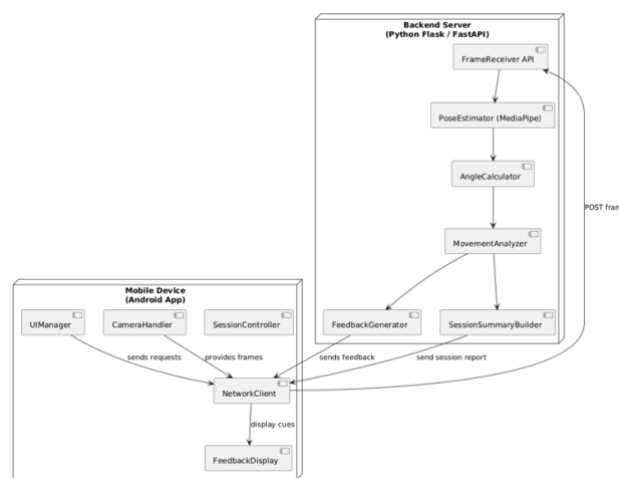 Backend Server
(Python Flask / FastAPI)
FrameReceiver API
PoseEstimator (MediaPipe)
AngleCalculator
POST fran
MovementAnalyzer
Mobile Device
(Android App)
UIManager
CameraHandler
SessionController
FeedbackGenerator
SessionSummaryBuilder
sends requests
provides frames
sends feedback
send session report
NetworkClient
display cues
FeedbackDisplay